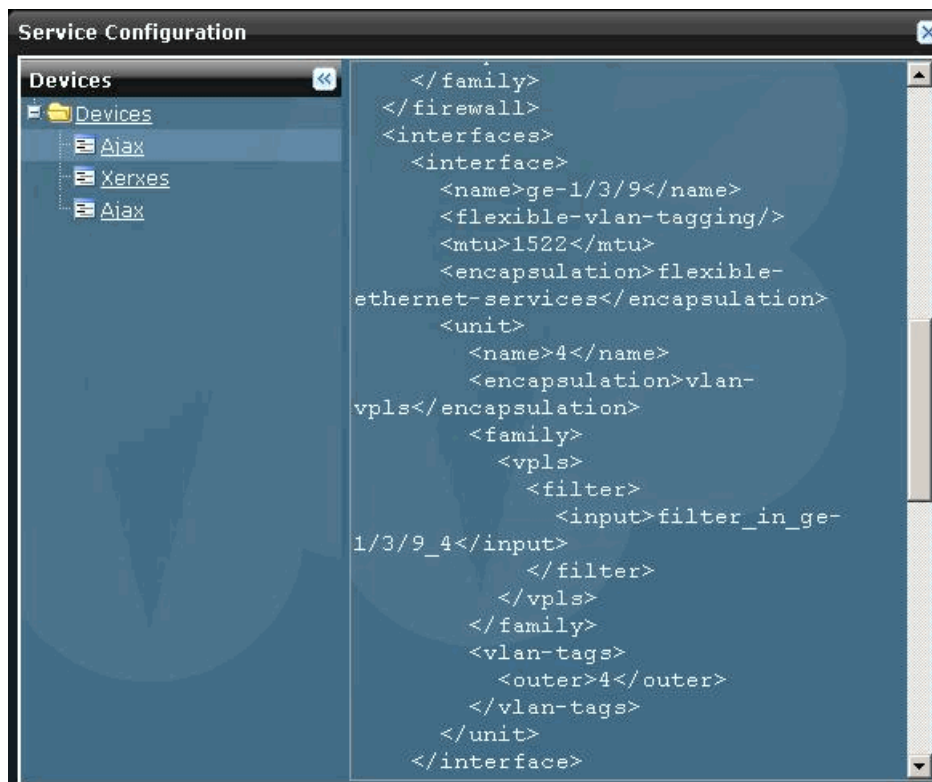 Service Configuration
Devices
Devices
Ajax
Xerxes
Ajax
</family>
</firewall>
<interfaces>
<interface>
<name>ge-1/3/9</name>
<flexible-vlan-tagging/>
<mtu>1522</mtu>
<encapsulation>flexible-
ethernet-services</encapsulation>
<unit>
<name>4</name>
<encapsulation>vlan-
vpls</encapsulation>
<family>
<vpls>
<filter>
<input>filter_in_ge-
1/3/9_4</input>
</filter>
</vpls>
</family>
<vlan-tags>
<outer>4</outer>
</vlan-tags>
</unit>
</interface>